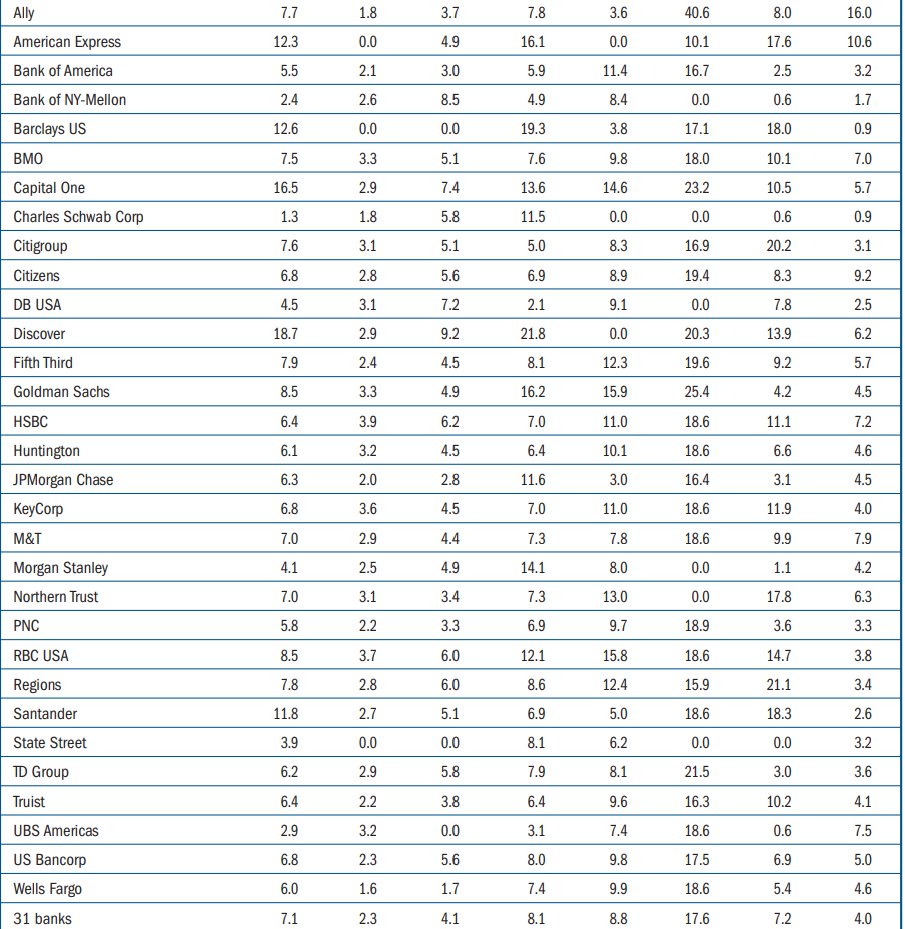 Ally 7.7 1.8 3.7 7.8 3.6 40.6 8.0 16.0
American Express 12.3 0.0 4.9 16.1 0.0 10.1 17.6 10.6
Bank of America 5.5 2.1 3.0 5.9 11.4 16.7 2.5 3.2
Bank of NY-Mellon 2.4 2.6 8.5 4.9 8.4 0.0 0.6 1.7
Barclays US 12.6 0.0 0.0 19.3 3.8 17.1 18.0 0.9
BMO 7.5 3.3 5.1 7.6 9.8 18.0 10.1 7.0
Capital One 16.5 2.9 7.4 13.6 14.6 23.2 10.5 5.7
Charles Schwab Corp 1.3 1.8 5.8 11.5 0.0 0.0 0.6 0.9
Citigroup 7.6 3.1 5.1 5.0 8.3 16.9 20.2 3.1
Citizens 6.8 2.8 5.6 6.9 8.9 19.4 8.3 9.2
DB USA 4.5 3.1 7.2 2.1 9.1 0.0 7.8 2.5
Discover 18.7 2.9 9.2 21.8 0.0 20.3 13.9 6.2
Fifth Third 7.9 2.4 4.5 8.1 12.3 19.6 9.2 5.7
Goldman Sachs 8.5 3.3 4.9 16.2 15.9 25.4 4.2 4.5
HSBC 6.4 3.9 6.2 7.0 11.0 18.6 11.1 7.2
Huntington 6.1 3.2 4.5 6.4 10.1 18.6 6.6 4.6
JPMorgan Chase 6.3 2.0 2.8 11.6 3.0 16.4 3.1 4.5
KeyCorp 6.8 3.6 4.5 7.0 11.0 18.6 11.9 4.0
M&T 7.0 2.9 4.4 7.3 7.8 18.6 9.9 7.9
Morgan Stanley 4.1 2.5 4.9 14.1 8.0 0.0 1.1 4.2
Northern Trust 7.0 3.1 3.4 7.3 13.0 0.0 17.8 6.3
PNC 5.8 2.2 3.3 6.9 9.7 18.9 3.6 3.3
RBC USA 8.5 3.7 6.0 12.1 15.8 18.6 14.7 3.8
Regions 7.8 2.8 6.0 8.6 12.4 15.9 21.1 3.4
Santander 11.8 2.7 5.1 6.9 5.0 18.6 18.3 2.6
State Street 3.9 0.0 0.0 8.1 6.2 0.0 0.0 3.2
TD Group 6.2 2.9 5.8 7.9 8.1 21.5 3.0 3.6
Truist 6.4 2.2 3.8 6.4 9.6 16.3 10.2 4.1
UBS Americas 2.9 3.2 0.0 3.1 7.4 18.6 0.6 7.5
US Bancorp 6.8 2.3 5.6 8.0 9.8 17.5 6.9 5.0
Wells Fargo 6.0 1.6 1.7 7.4 9.9 18.6 5.4 4.6
31 banks 7.1 2.3 4.1 8.1 8.8 17.6 7.2 4.0